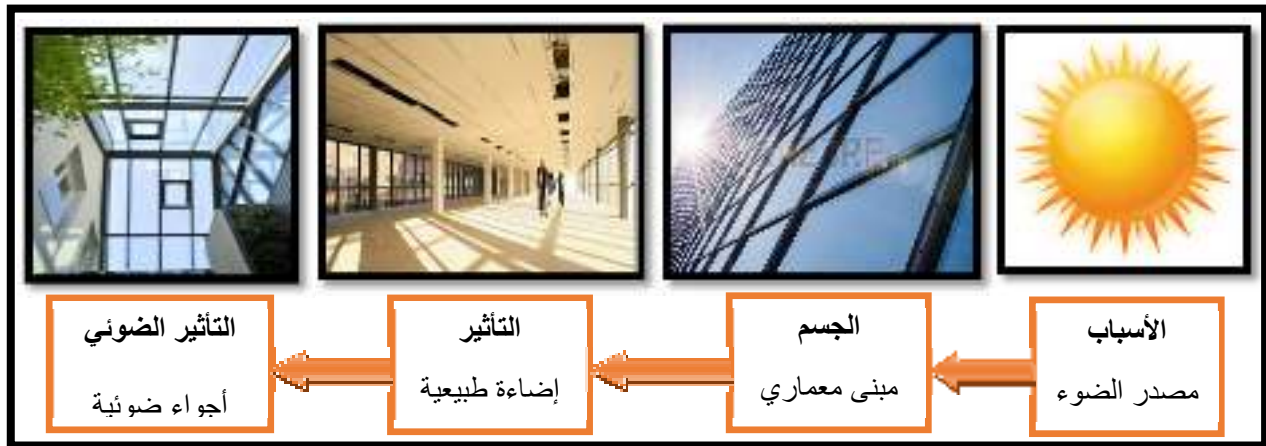 الأسباب
مصدر الضوء
الجسم
مبنى معماري
التأثير
إضاءة طبيعية
التأثير الضوئي
أجواء ضوئية